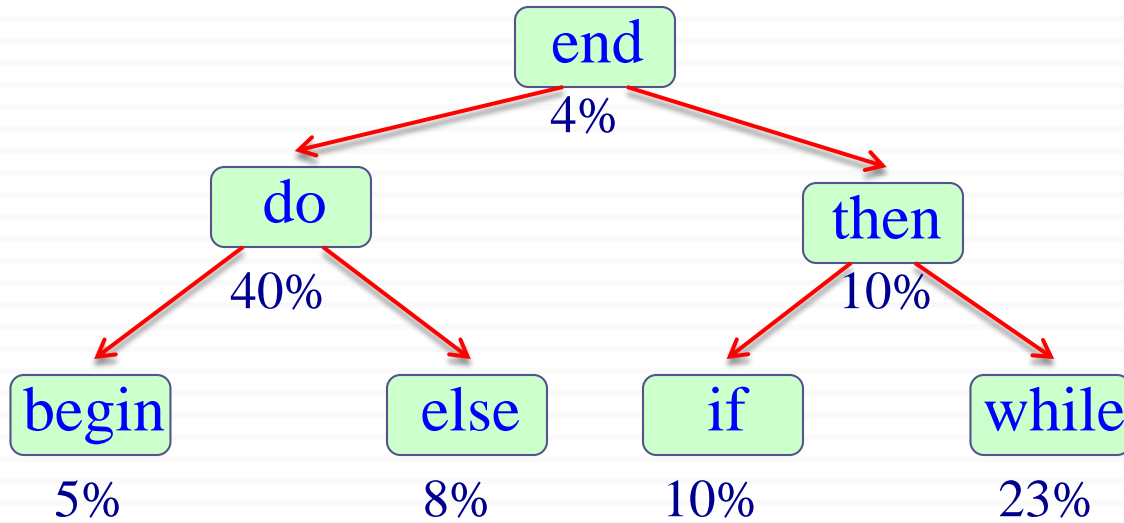 end
4%
do
then
40%
10%
begin
else
if
while
5%
8%
10%
23%